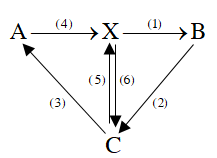 (4) (1)
A X B
(5) (6)
(3) (2)
C